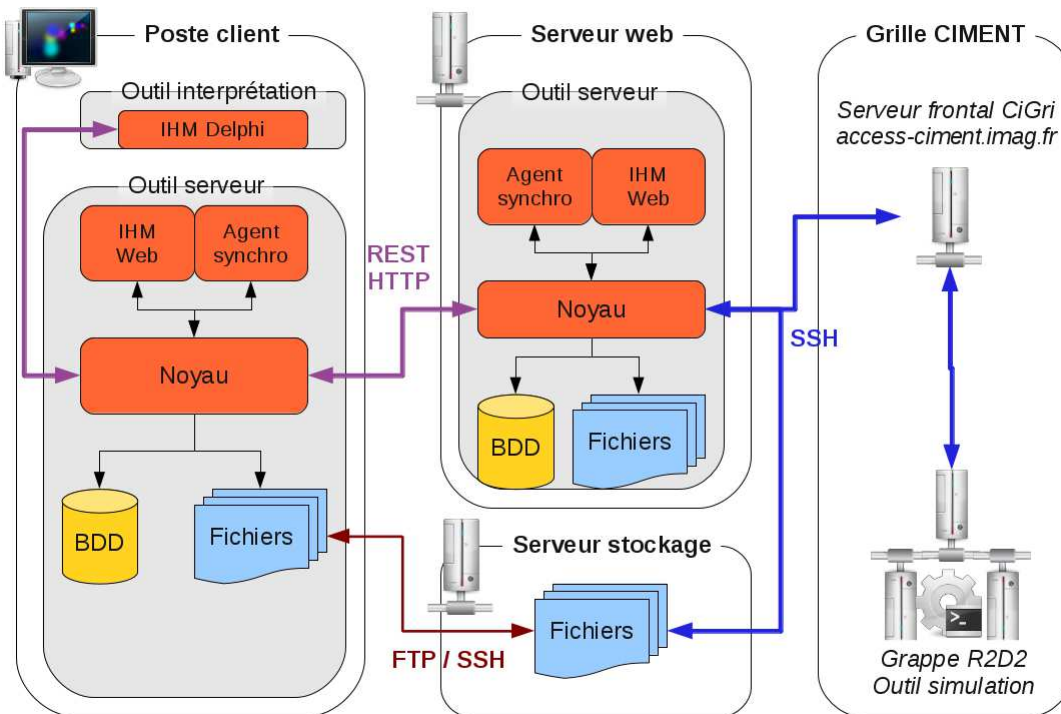 Poste client
Outil interprétation
IHM Delphi
Outil serveur
IHM
Web
Agent
synchro
Noyau
BDD
Fichiers
REST
HTTP
Serveur web
Outil serveur
Agent
synchro
IHM
Web
Noyau
BDD
Fichiers
SSH
Serveur stockage
Fichiers
FTP / SSH
Grille CIMENT
Serveur frontal CiGri
access-ciment.imag.fr
>_
Grappe R2D2
Outil simulation